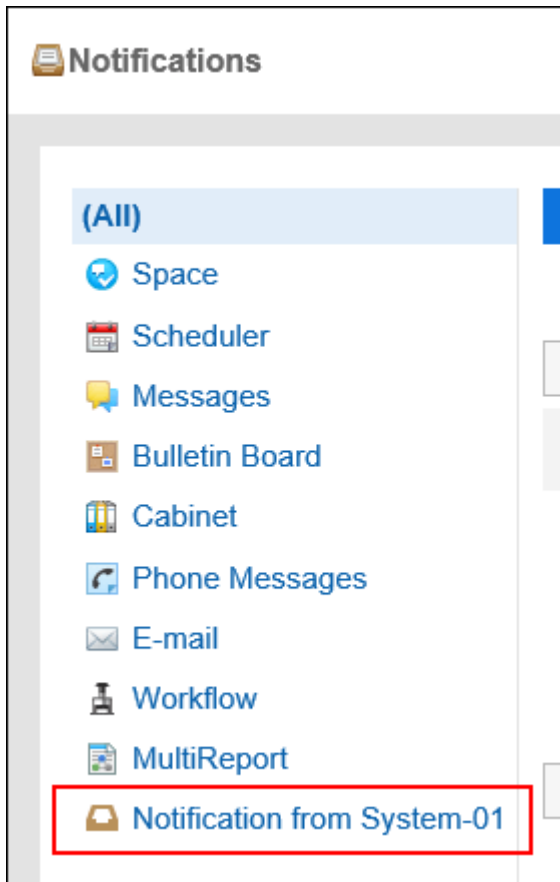 Notifications
(All)
Space
Scheduler
Messages
Bulletin Board
Cabinet
Phone Messages
E-mail
Workflow
MultiReport
Notification from System-01